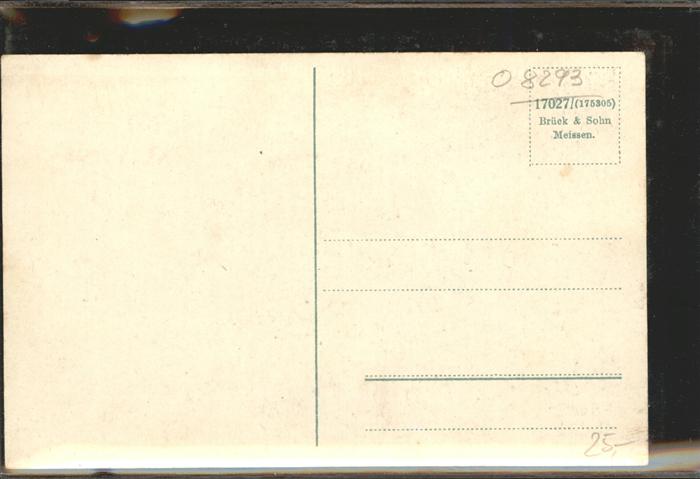 O 8293
17027/(175305)
Brück & Sohn
Meissen.
25,-